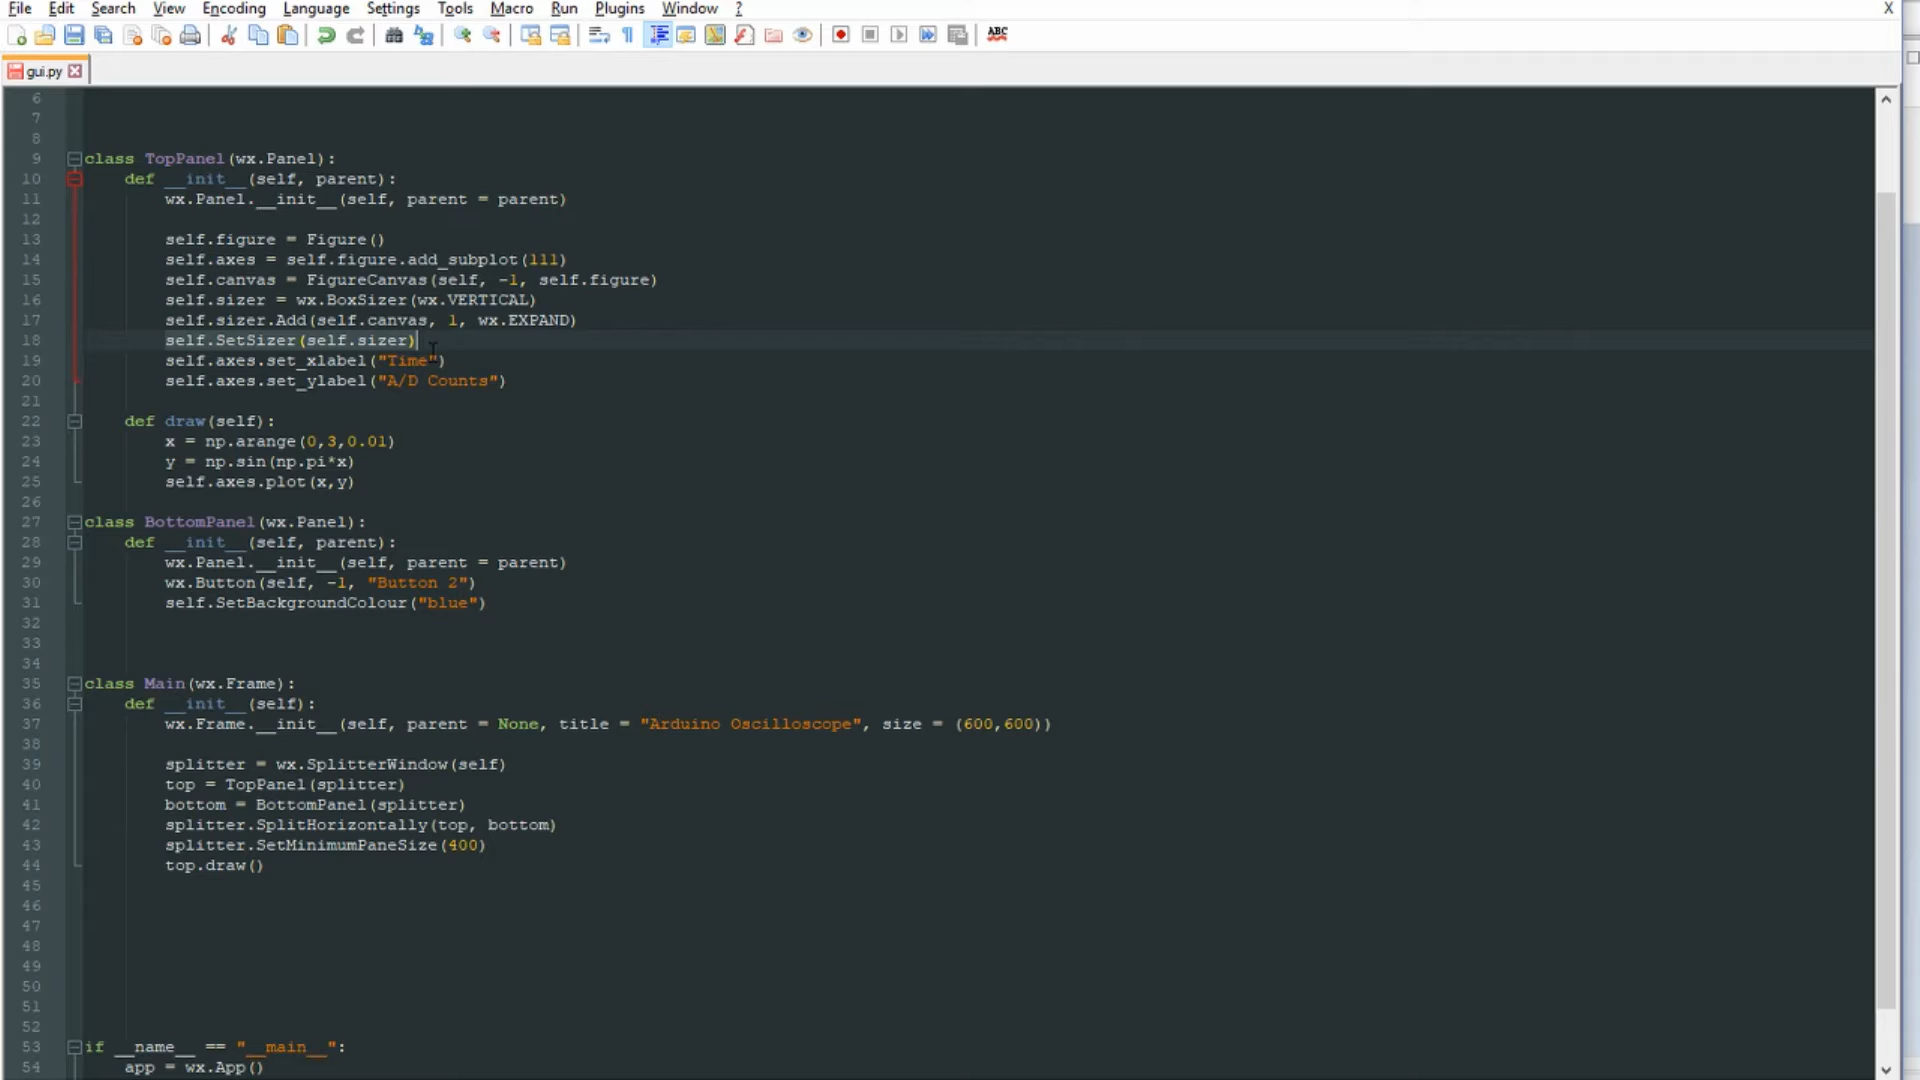 File Edit Search View Encoding Language Settings Tools Macro Run Plugins Window ? X
ABC
gui.py
6
7
8
9 class TopPanel(wx.Panel):
10 def __init__(self, parent):
11 wx.Panel.__init__(self, parent = parent)
12
13 self.figure = Figure()
14 self.axes = self.figure.add_subplot(111)
15 self.canvas = FigureCanvas(self, -1, self.figure)
16 self.sizer = wx.BoxSizer(wx.VERTICAL)
17 self.sizer.Add(self.canvas, 1, wx.EXPAND)
18 self.SetSizer(self.sizer)
19 self.axes.set_xlabel("Time")
20 self.axes.set_ylabel("A/D Counts")
21
22 def draw(self):
23 x = np.arange(0,3,0.01)
24 y = np.sin(np.pi*x)
25 self.axes.plot(x,y)
26
27 class BottomPanel(wx.Panel):
28 def __init__(self, parent):
29 wx.Panel.__init__(self, parent = parent)
30 wx.Button(self, -1, "Button 2")
31 self.SetBackgroundColour("blue")
32
33
34
35 class Main(wx.Frame):
36 def __init__(self):
37 wx.Frame.__init__(self, parent = None, title = "Arduino Oscilloscope", size = (600,600))
38
39 splitter = wx.SplitterWindow(self)
40 top = TopPanel(splitter)
41 bottom = BottomPanel(splitter)
42 splitter.SplitHorizontally(top, bottom)
43 splitter.SetMinimumPaneSize(400)
44 top.draw()
45
46
47
48
49
50
51
52
53 if __name__ == "__main__":
54 app = wx.App()